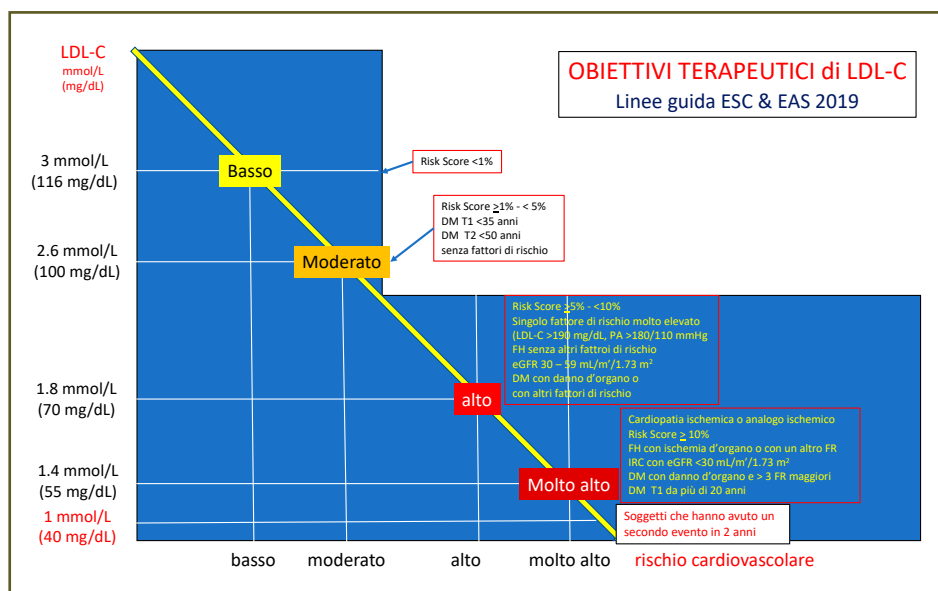 LDL-C
mmol/L
(mg/dL)
OBIETTIVI TERAPEUTICI di LDL-C
Linee guida ESC & EAS 2019
3 mmol/L
(116 mg/dL)
Basso
Risk Score <1%
2.6 mmol/L
(100 mg/dL)
Moderato
Risk Score >1% - < 5%
DM T1 <35 anni
DM T2 <50 anni
senza fattori di rischio
Risk Score >5% - <10%
Singolo fattore di rischio molto elevato
(LDL-C >190 mg/dL, PA >180/110 mmHg
FH senza altri fattroi di rischio
eGFR 30 – 59 mL/m'/1.73 m²
DM con danno d'organo o
con altri fattori di rischio
1.8 mmol/L
(70 mg/dL)
alto
Cardiopatia ischemica o analogo ischemico
Risk Score > 10%
FH con ischemia d'organo o con un altro FR
IRC con eGFR <30 mL/m'/1.73 m²
DM con danno d'organo e > 3 FR maggiori
DM T1 da più di 20 anni
1.4 mmol/L
(55 mg/dL)
Molto alto
1 mmol/L
(40 mg/dL)
Soggetti che hanno avuto un
secondo evento in 2 anni
basso moderato alto molto alto rischio cardiovascolare